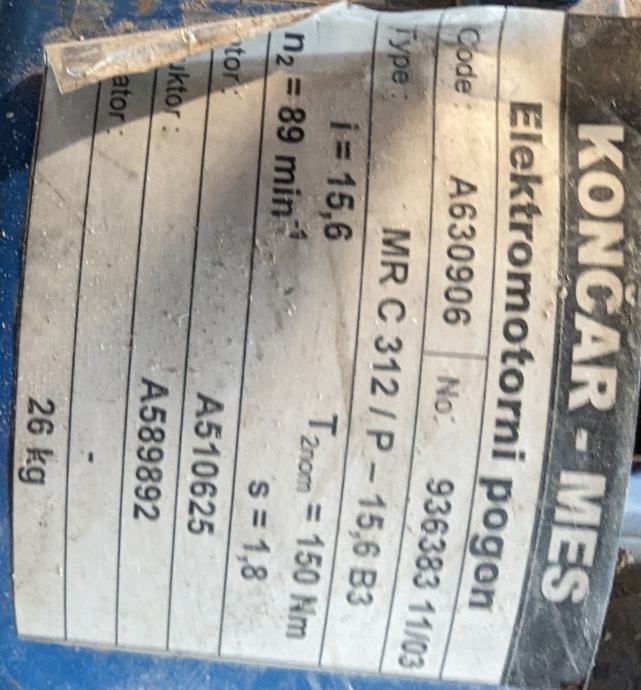 KONČAR - MES
Elektromotorni pogon
Code : A630906 No: 936383 11/03
Type : MR C 312 / P – 15,6 B3
i = 15,6 T2nom = 150 Nm
n2 = 89 min-1 s = 1,8
tor: A510625
uktor : A589892
ator : -
26 kg